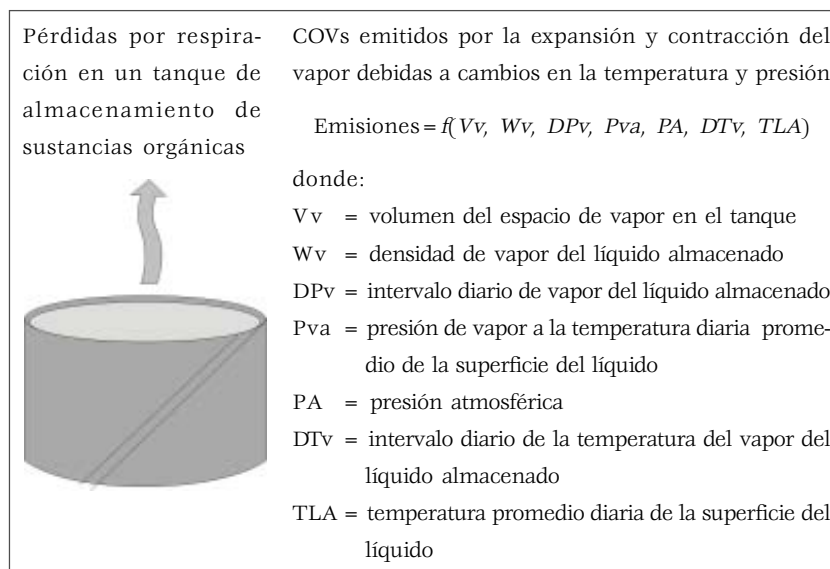 Pérdidas por respira-
ción en un tanque de
almacenamiento de
sustancias orgánicas
COVs emitidos por la expansión y contracción del
vapor debidas a cambios en la temperatura y presión
Emisiones = f(Vv, Wv, DPv, Pva, PA, DTv, TLA)
donde:
Vv = volumen del espacio de vapor en el tanque
Wv = densidad de vapor del líquido almacenado
DPv = intervalo diario de vapor del líquido almacenado
Pva = presión de vapor a la temperatura diaria prome-
dio de la superficie del líquido
PA = presión atmosférica
DTv = intervalo diario de la temperatura del vapor del
líquido almacenado
TLA = temperatura promedio diaria de la superficie del
líquido